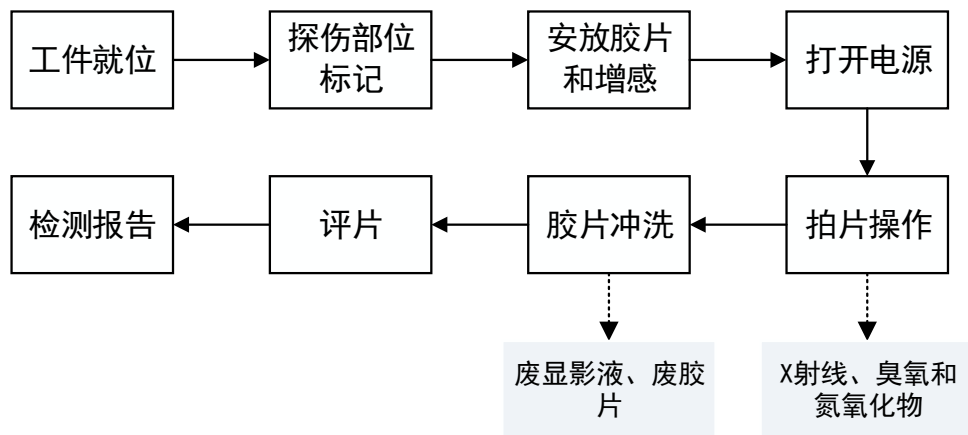 工件就位
探伤部位
标记
安放胶片
和增感
打开电源
检测报告
评片
胶片冲洗
拍片操作
废显影液、废胶
片
X射线、臭氧和
氮氧化物